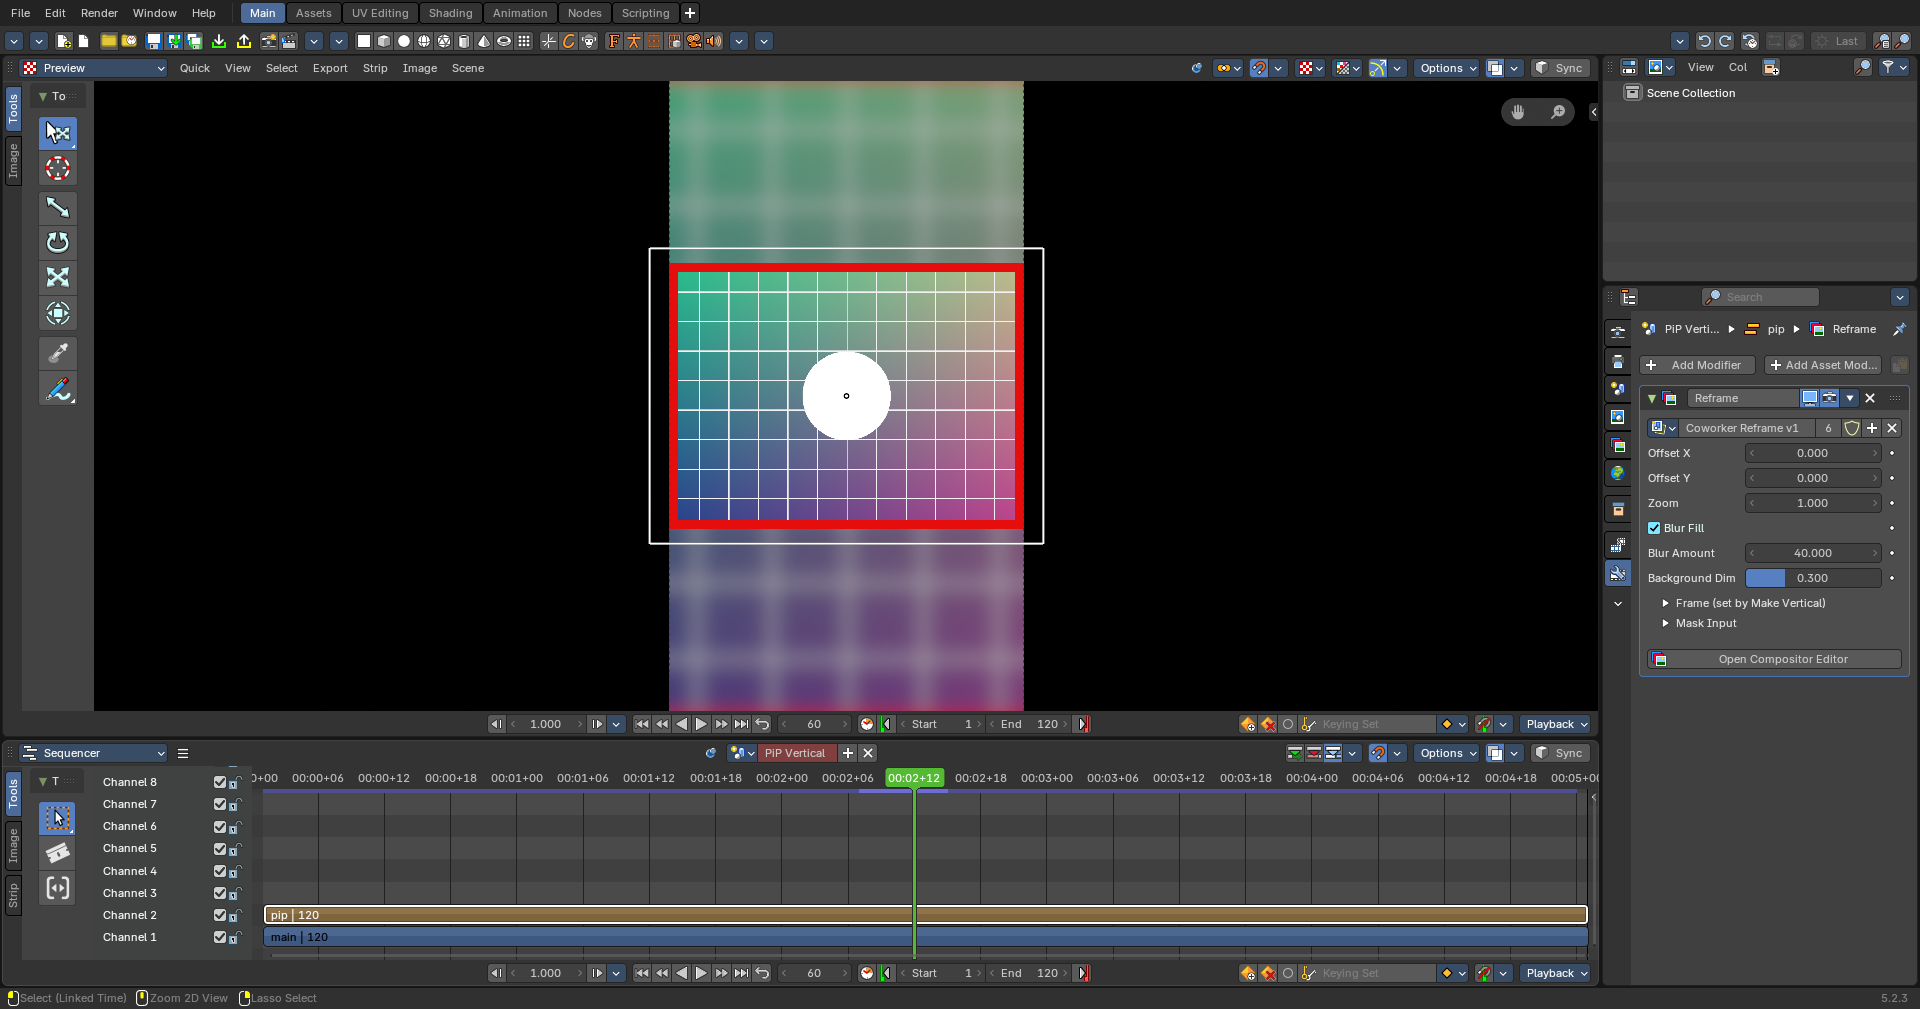 File Edit Render Window Help Main Assets UV Editing Shading Animation Nodes Scripting
Last
Preview Quick View Select Export Strip Image Scene Options Sync
View Col
Scene Collection
To
Tools
Image
Search
PiP Verti... pip Reframe
Add Modifier Add Asset Mod...
Reframe
Coworker Reframe v1 6
Offset X 0.000
Offset Y 0.000
Zoom 1.000
Blur Fill
Blur Amount 40.000
Background Dim 0.300
Frame (set by Make Vertical)
Mask Input
Open Compositor Editor
1.000 60 Start 1 End 120 Keying Set Playback
Sequencer PiP Vertical Options Sync
T
Tools
Image
Strip
0+00 00:00+06 00:00+12 00:00+18 00:01+00 00:01+06 00:01+12 00:01+18 00:02+00 00:02+06 00:02+12 00:02+18 00:03+00 00:03+06 00:03+12 00:03+18 00:04+00 00:04+06 00:04+12 00:04+18 00:05+0
Channel 8
Channel 7
Channel 6
Channel 5
Channel 4
Channel 3
Channel 2 pip | 120
Channel 1 main | 120
1.000 60 Start 1 End 120 Keying Set Playback
Select (Linked Time) Zoom 2D View Lasso Select 5.2.3